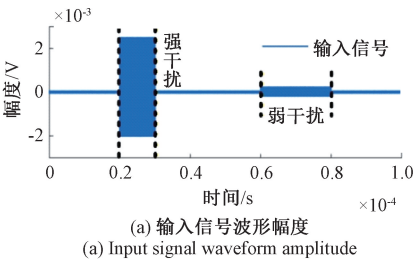 ×10⁻³
强干扰
输入信号
2
0
-2
幅度/V
弱干扰
0 0.2 0.4 0.6 0.8 1.0
时间/s
×10⁻⁴
(a) 输入信号波形幅度
(a) Input signal waveform amplitude